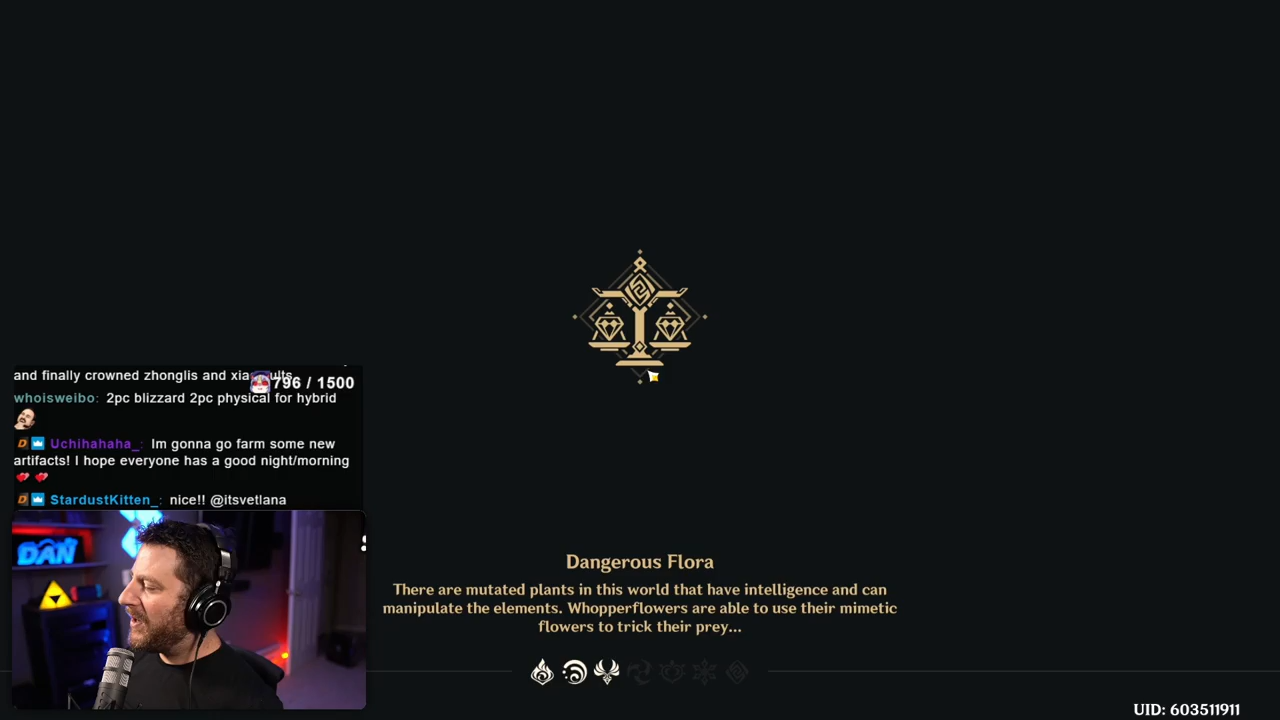 and finally crowned zhonglis and
796 / 1500
whoisweibo: 2pc blizzard 2pc physical for hybrid
Uchihahaha_: Im gonna go farm some new
artifacts! I hope everyone has a good night/morning
StardustKitten_: nice!! @itsvetlana
DAN
Dangerous Flora
There are mutated plants in this world that have intelligence and can
manipulate the elements. Whopperflowers are able to use their mimetic
flowers to trick their prey...
UID: 603511911